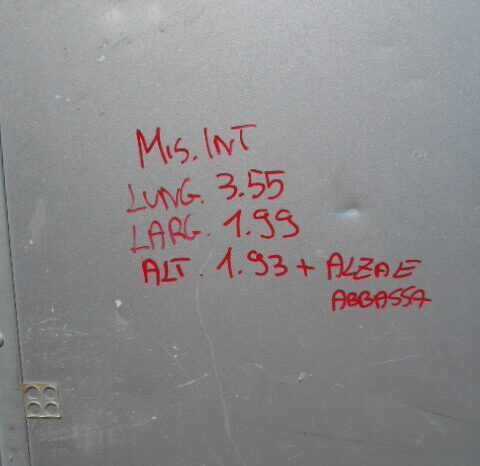 MIS. INT
LUNG. 3.55
LARG. 1.99
ALT. 1.93 + ALZA E
ABBASSA